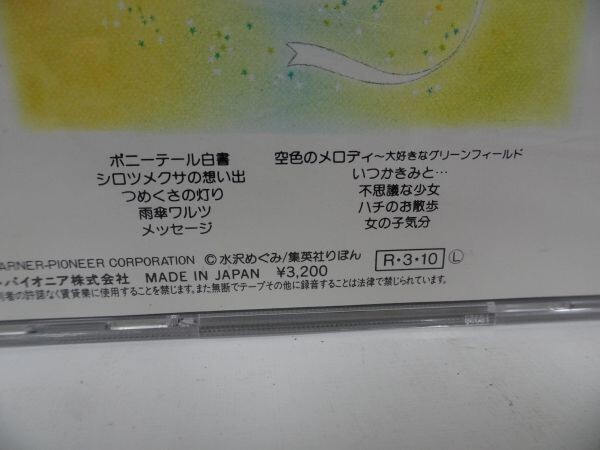 ポニーテール白書
シロツメクサの想い出
つめくさの灯り
雨傘ワルツ
メッセージ
空色のメロディ〜大好きなグリーンフィールド
いつかきみと…
不思議な少女
ハチのお散歩
女の子気分
ARNER-PIONEER CORPORATION ©水沢めぐみ/集英社りぼん R・3・10 Ⓛ
・パイオニア株式会社 MADE IN JAPAN ¥3,200
利者の許諾なく賃貸業に使用することを禁じます。また無断でテープその他に録音することは法律で禁じられています。